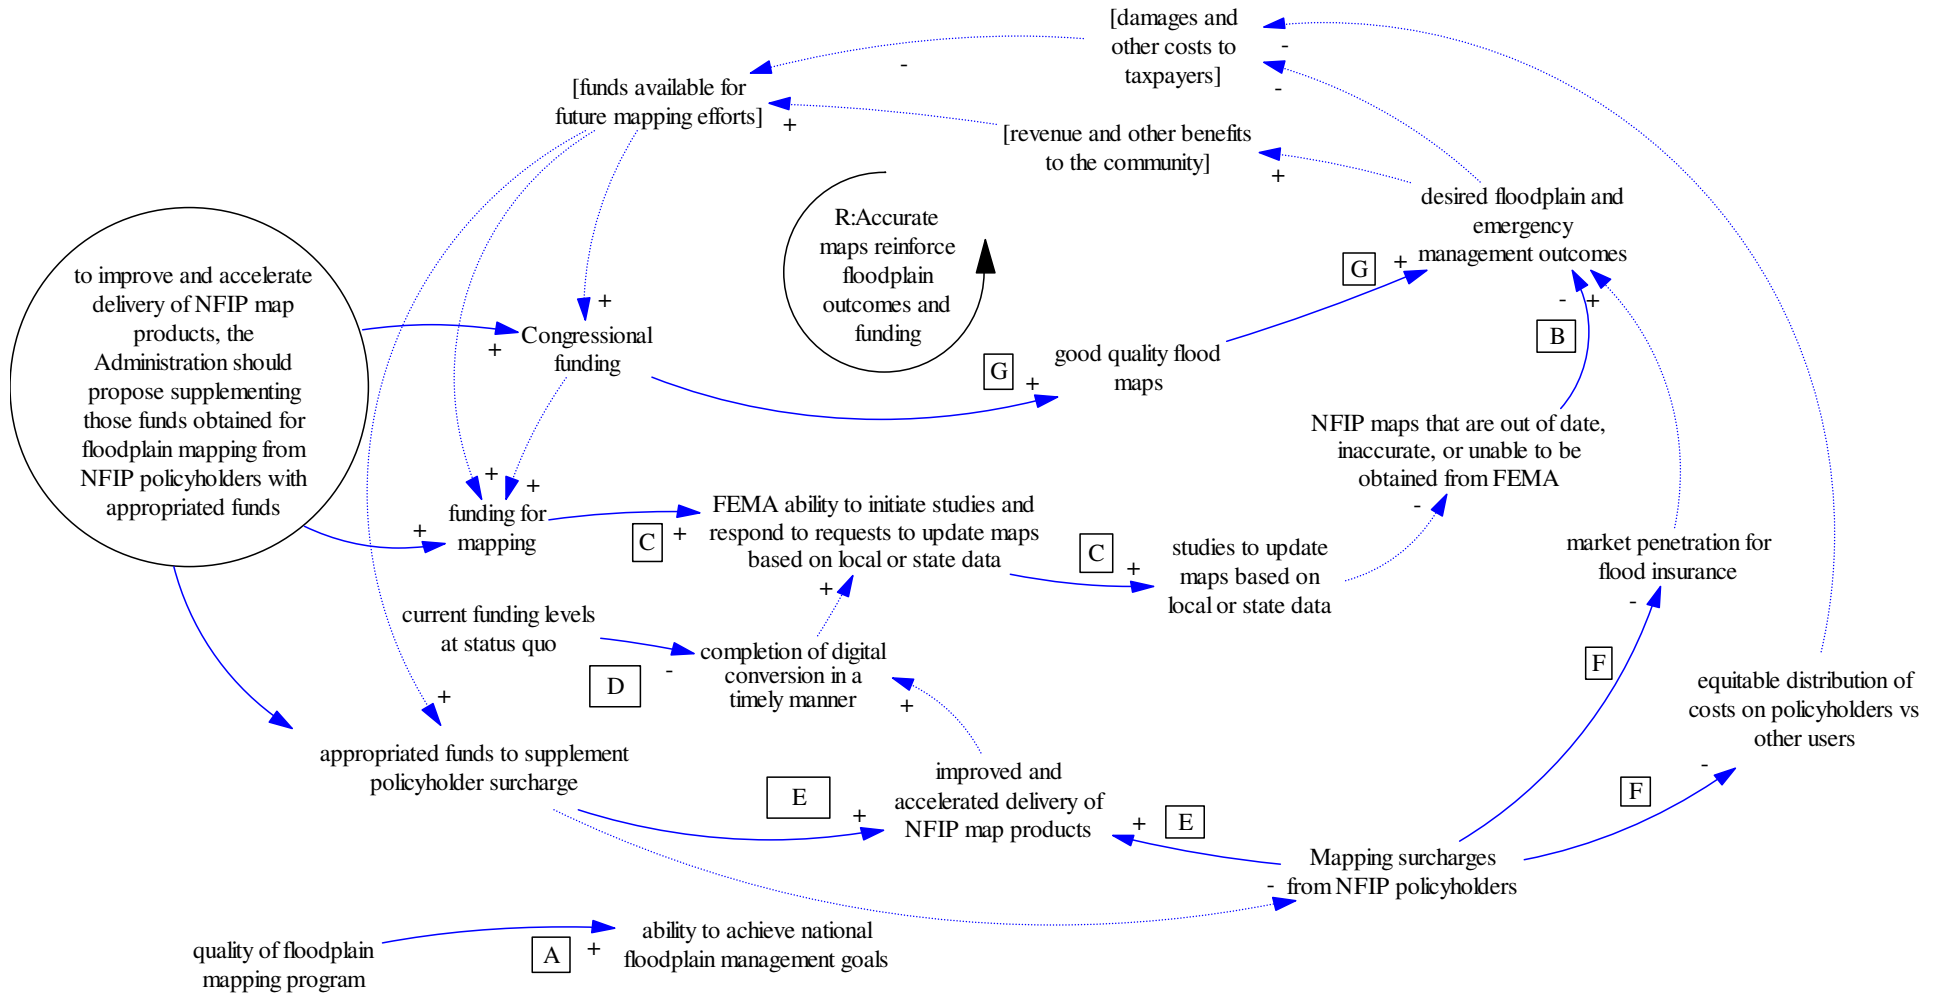 [damages and
other costs to
taxpayers]
-
-
-
[funds available for
future mapping efforts]
+
[revenue and other benefits
to the community]
+
desired floodplain and
emergency
management outcomes
R:Accurate
maps reinforce
floodplain
outcomes and
funding
to improve and accelerate
delivery of NFIP map
products, the
Administration should
propose supplementing
those funds obtained for
floodplain mapping from
NFIP policyholders with
appropriated funds
+
+
Congressional
funding
G
+
good quality flood
maps
G
+
-
+
B
NFIP maps that are out of date,
inaccurate, or unable to be
obtained from FEMA
-
+
+
+
funding for
mapping
C
+
FEMA ability to initiate studies and
respond to requests to update maps
based on local or state data
+
C
+
studies to update
maps based on
local or state data
market penetration for
flood insurance
-
current funding levels
at status quo
D
-
completion of digital
conversion in a
timely manner
+
F
equitable distribution of
costs on policyholders vs
other users
-
F
+
appropriated funds to supplement
policyholder surcharge
E
+
improved and
accelerated delivery of
NFIP map products
+
E
Mapping surcharges
from NFIP policyholders
-
quality of floodplain
mapping program
A
+
ability to achieve national
floodplain management goals